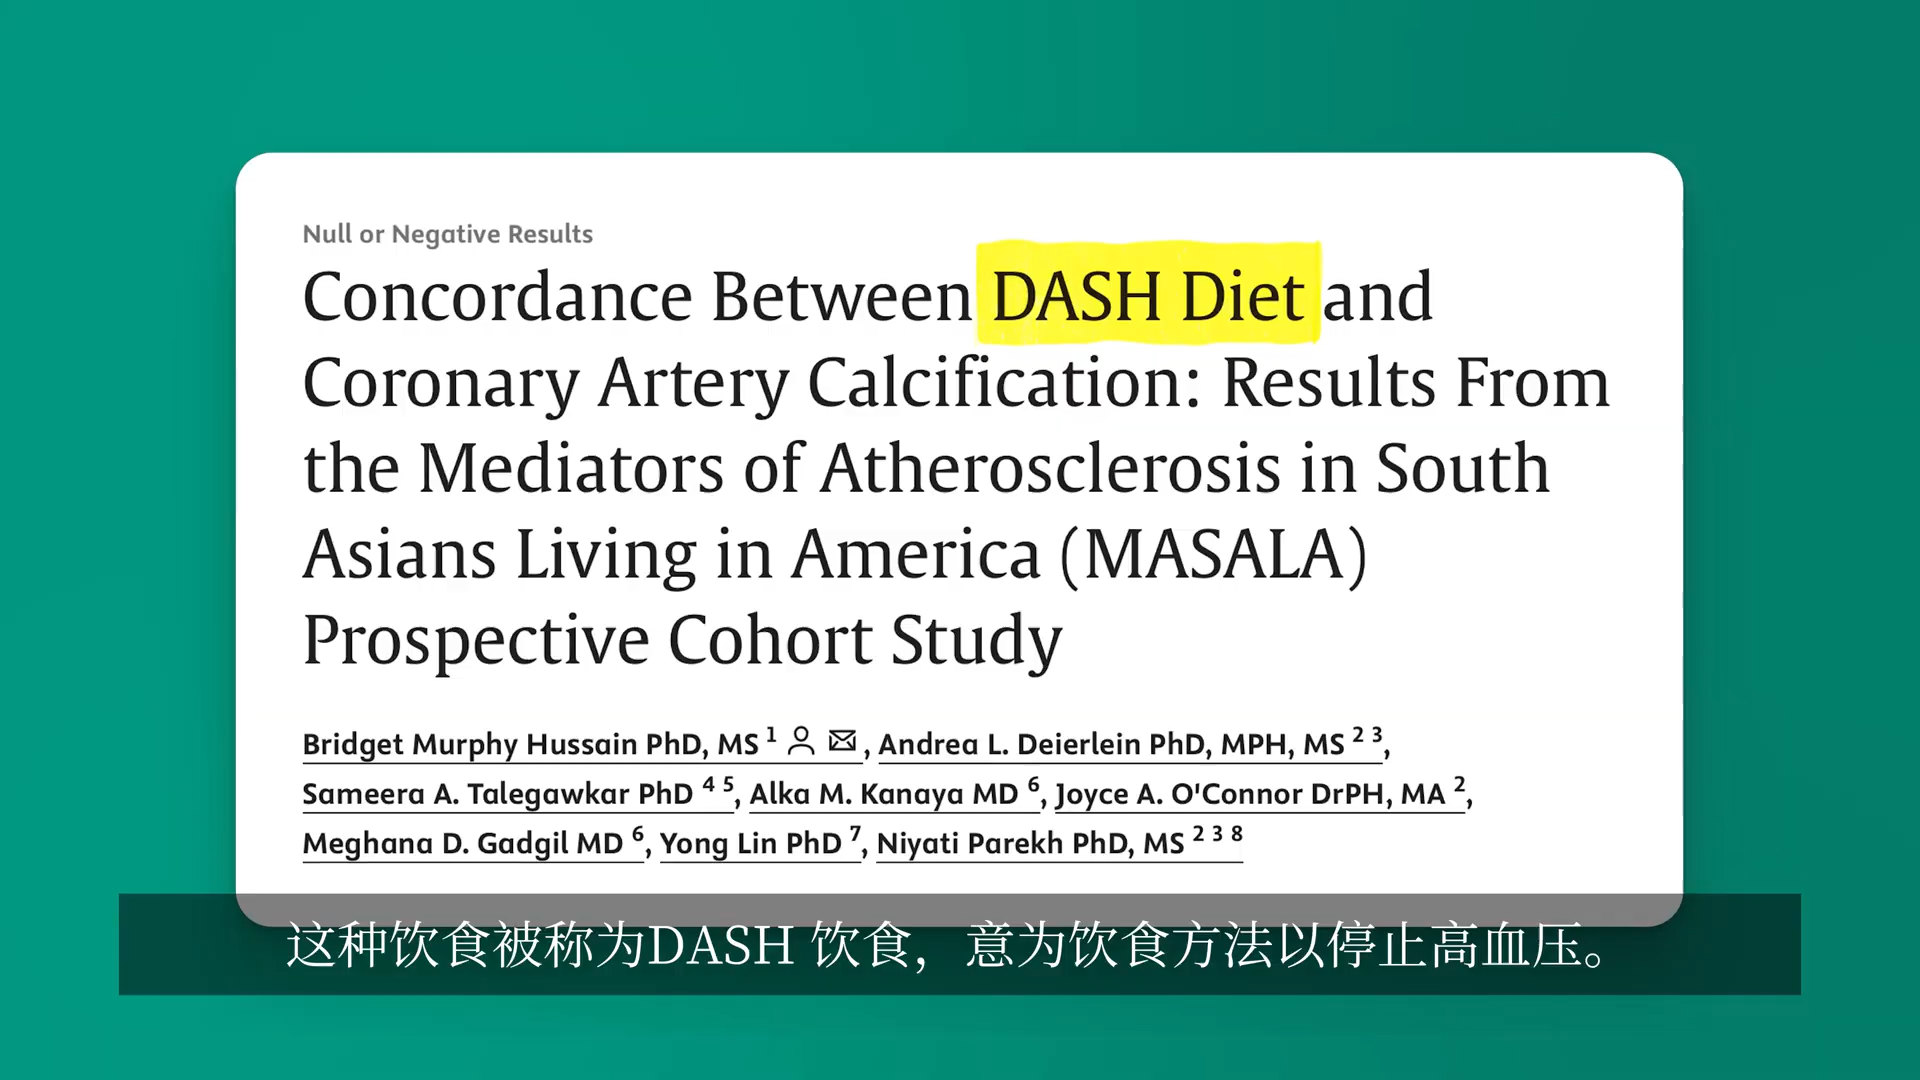 Null or Negative Results
Concordance Between DASH Diet and
Coronary Artery Calcification: Results From
the Mediators of Atherosclerosis in South
Asians Living in America (MASALA)
Prospective Cohort Study
Bridget Murphy Hussain PhD, MS 1 , Andrea L. Deierlein PhD, MPH, MS 2 3,
Sameera A. Talegawkar PhD 4 5, Alka M. Kanaya MD 6, Joyce A. O'Connor DrPH, MA 2,
Meghana D. Gadgil MD 6, Yong Lin PhD 7, Niyati Parekh PhD, MS 2 3 8
这种饮食被称为DASH 饮食，意为饮食方法以停止高血压。